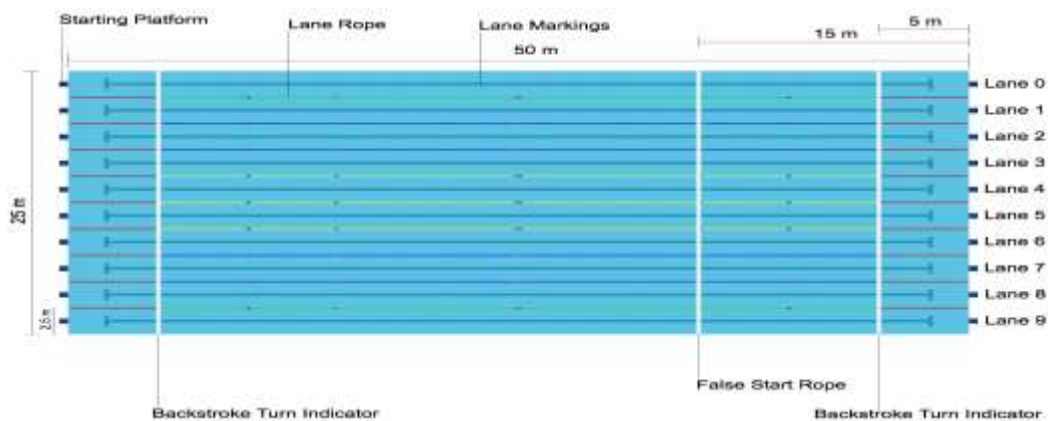 Starting Platform
Lane Rope
Lane Markings
5 m
15 m
50 m
Lane 0
Lane 1
Lane 2
Lane 3
Lane 4
Lane 5
Lane 6
Lane 7
Lane 8
Lane 9
25 m
2.5 m
False Start Rope
Backstroke Turn Indicator
Backstroke Turn Indicator